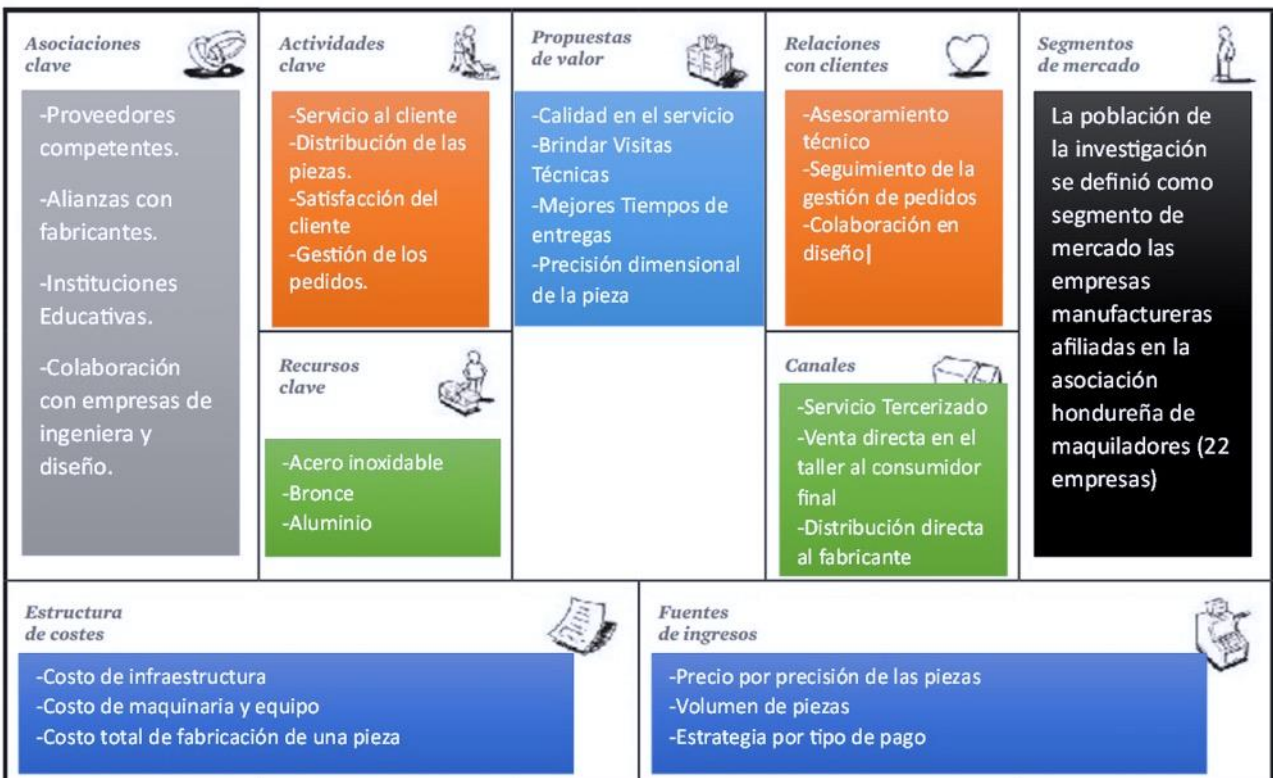 Asociaciones
clave
-Proveedores
competentes.
-Alianzas con
fabricantes.
-Instituciones
Educativas.
-Colaboración
con empresas de
ingeniera y
diseño.
Actividades
clave
-Servicio al cliente
-Distribución de las
piezas.
-Satisfacción del
cliente
-Gestión de los
pedidos.
Recursos
clave
-Acero inoxidable
-Bronce
-Aluminio
Propuestas
de valor
-Calidad en el servicio
-Brindar Visitas
Técnicas
-Mejores Tiempos de
entregas
-Precisión dimensional
de la pieza
Relaciones
con clientes
-Asesoramiento
técnico
-Seguimiento de la
gestión de pedidos
-Colaboración en
diseño|
Canales
-Servicio Tercerizado
-Venta directa en el
taller al consumidor
final
-Distribución directa
al fabricante
Segmentos
de mercado
La población de
la investigación
se definió como
segmento de
mercado las
empresas
manufactureras
afiliadas en la
asociación
hondureña de
maquiladores (22
empresas)
Estructura
de costes
-Costo de infraestructura
-Costo de maquinaria y equipo
-Costo total de fabricación de una pieza
Fuentes
de ingresos
-Precio por precisión de las piezas
-Volumen de piezas
-Estrategia por tipo de pago